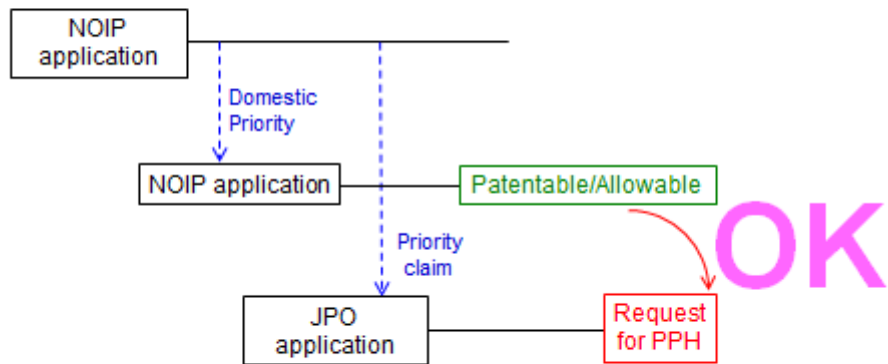 NOIP
application
Domestic
Priority
NOIP application
Patentable/Allowable
OK
Priority
claim
JPO
application
Request
for PPH